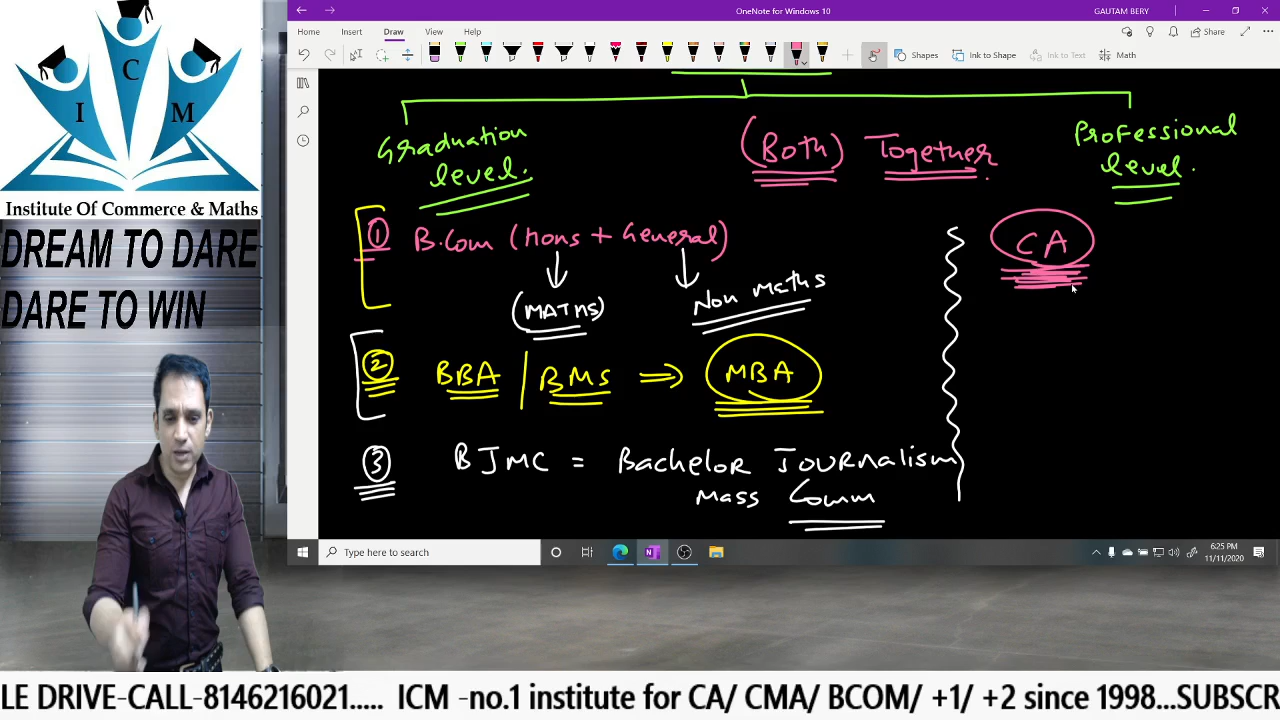 I C M
Institute Of Commerce & Maths
DREAM TO DARE
DARE TO WIN
OneNote for Windows 10
GAUTAM BERY
Home Insert Draw View Help
Share
Shapes Ink to Shape Ink to Text Math
Graduation level.
(Both) Together.
Professional level.
① B.Com (Hons + General)
(MATHS) Non maths
② BBA | BMS ⇒ MBA
③ BJMC = Bachelor Journalism
Mass Comm
CA
Type here to search
6:25 PM
11/11/2020
LE DRIVE-CALL-8146216021..... ICM -no.1 institute for CA/ CMA/ BCOM/ +1/ +2 since 1998...SUBSCR